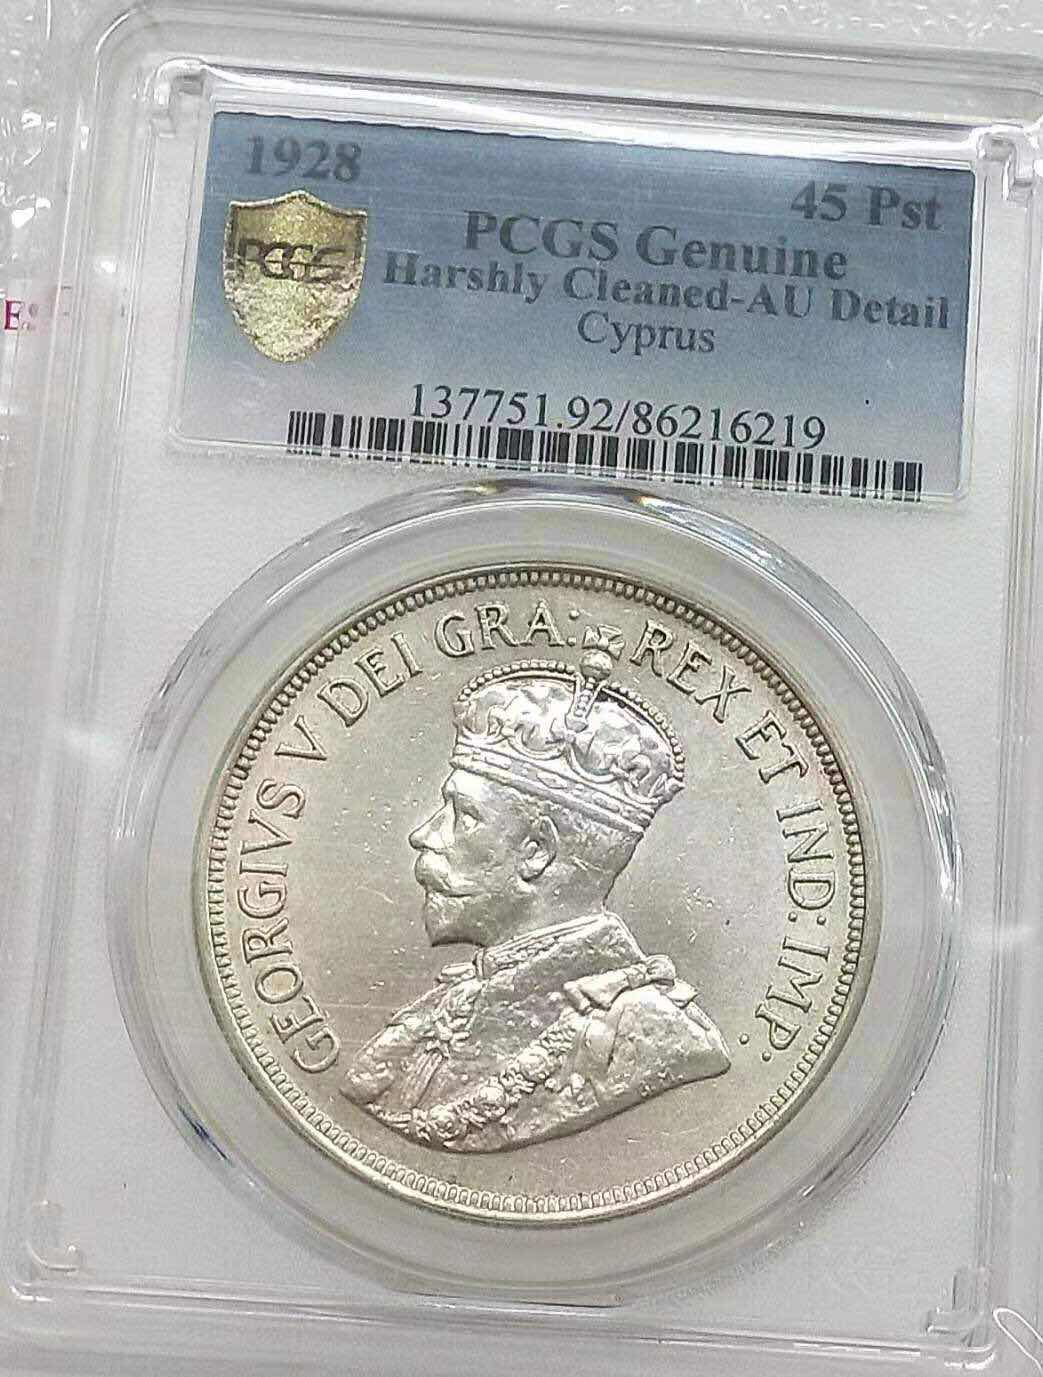 1928
45 Pst
PCGS
PCGS Genuine
Harshly Cleaned-AU Detail
Cyprus
137751.92/86216219
GEORGIVS V DEI GRA: REX ET IND: IMP:
B.M.